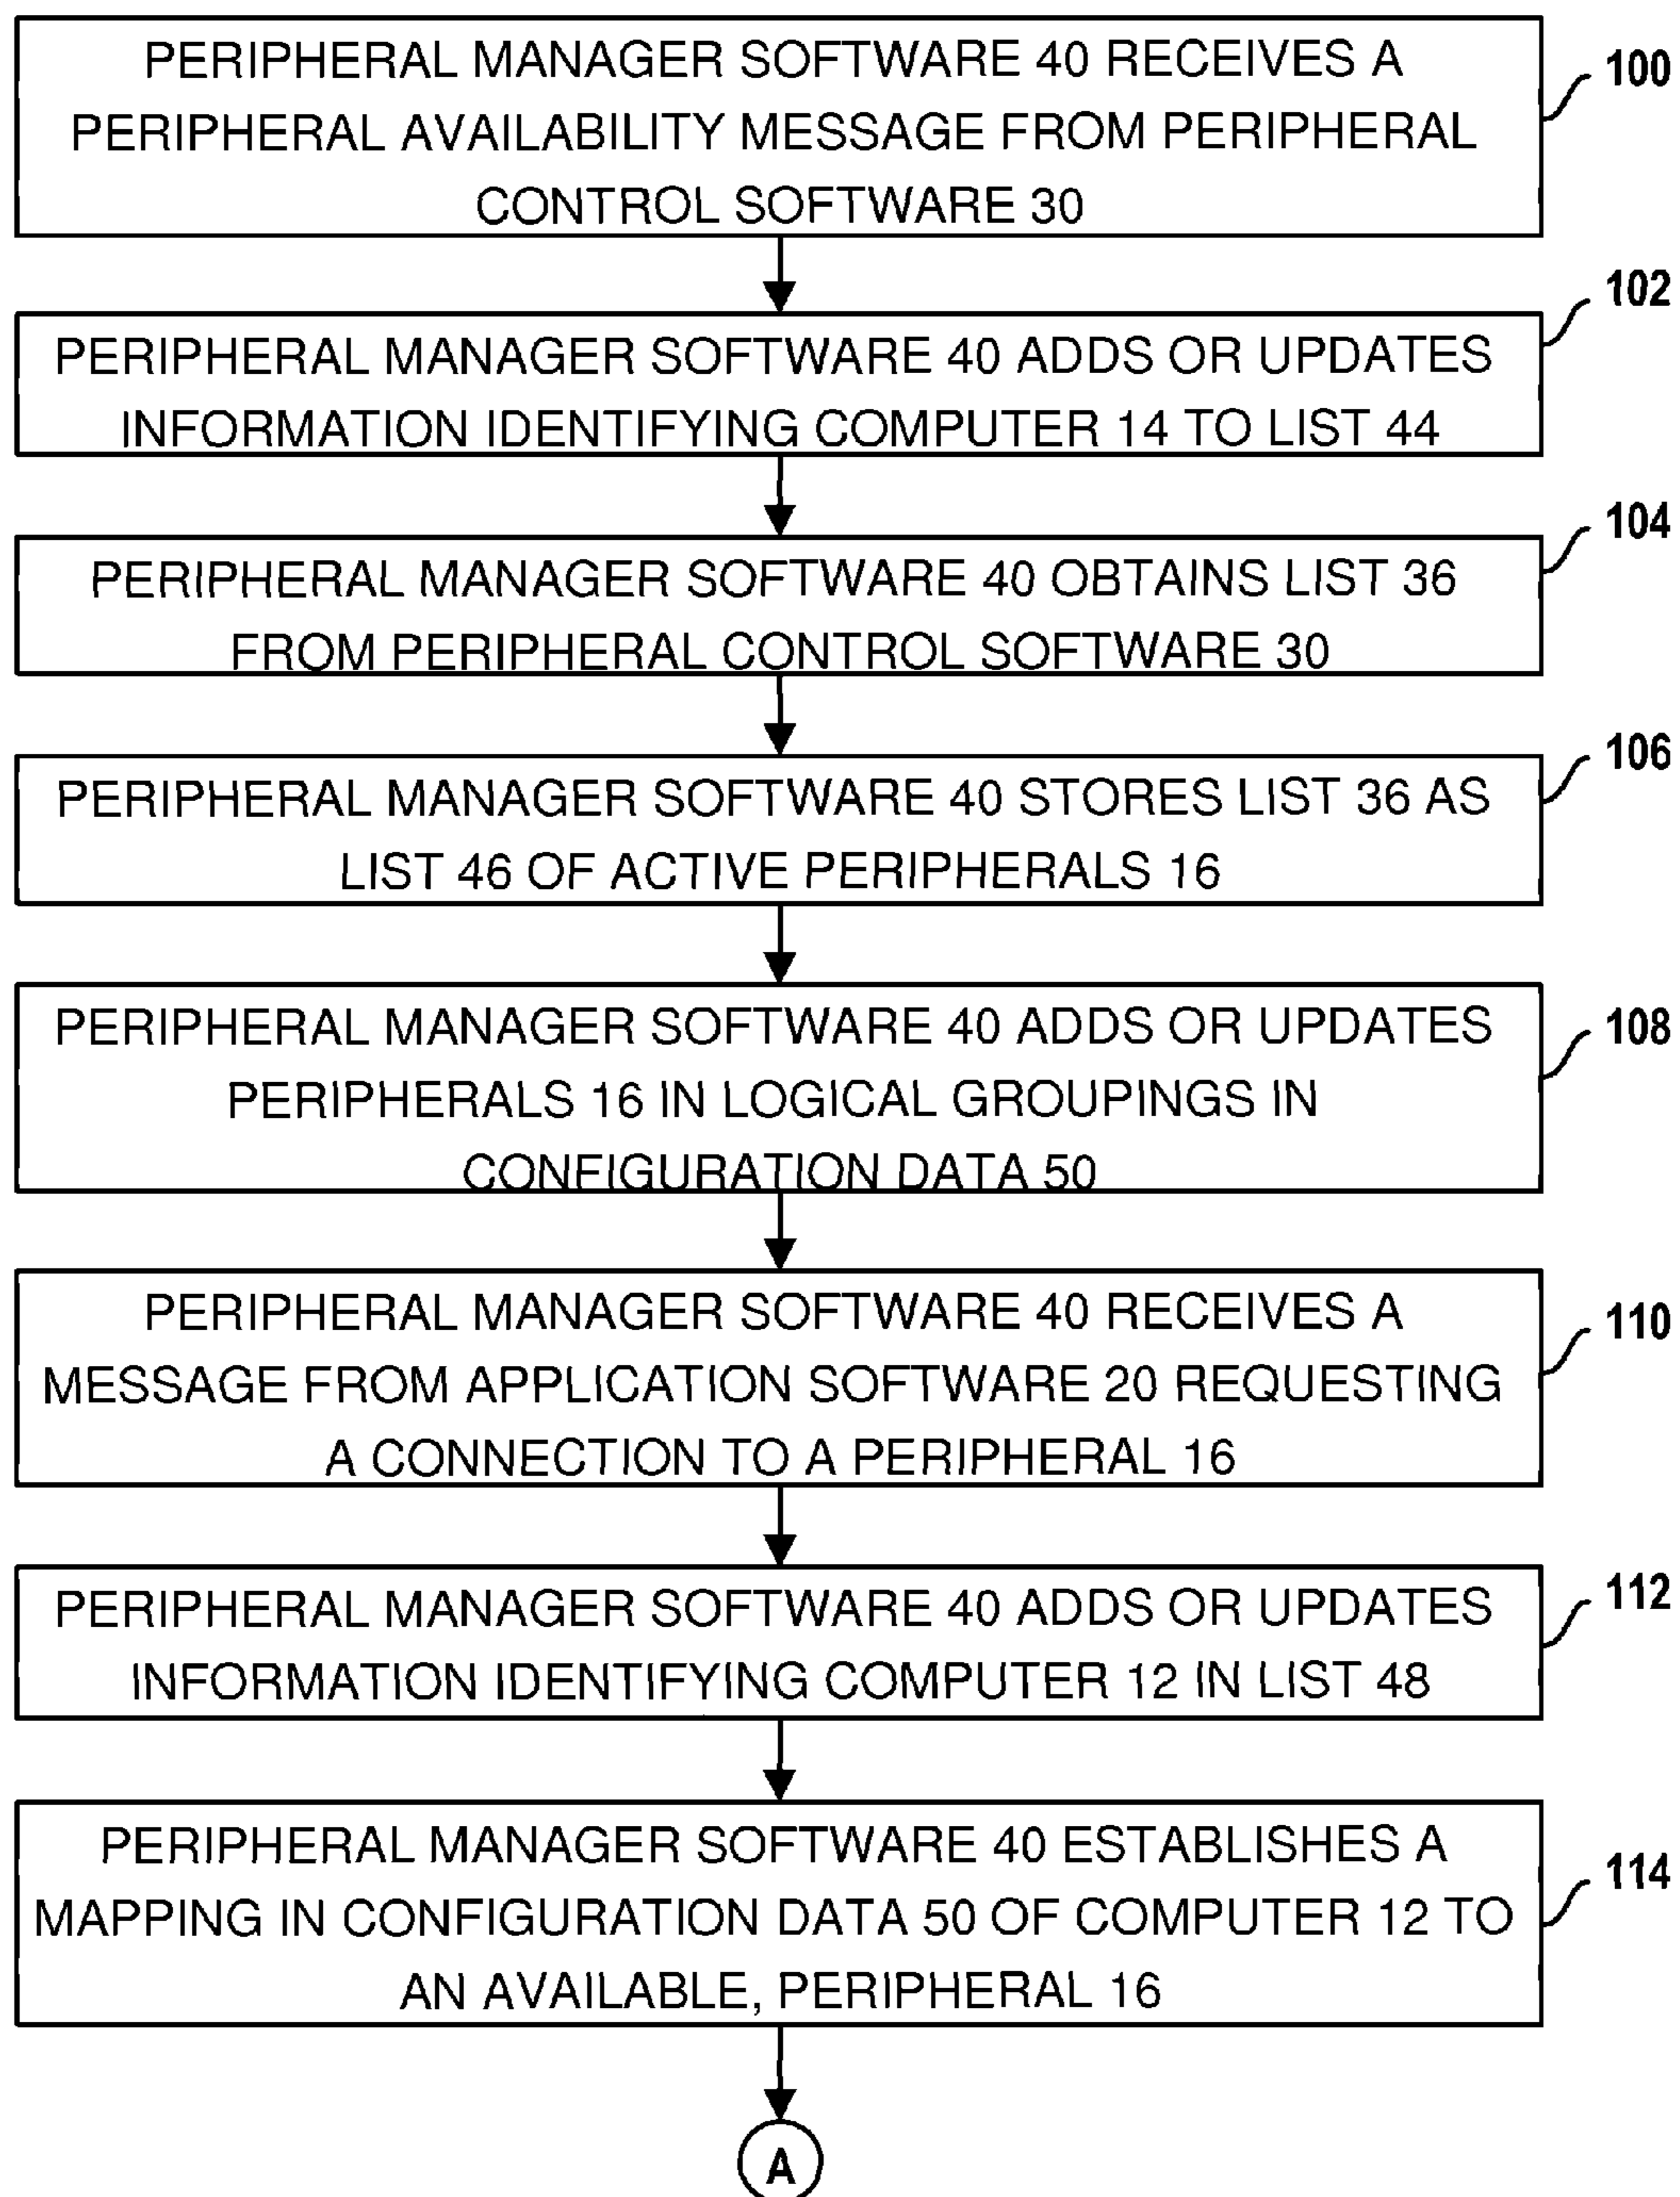 PERIPHERAL MANAGER SOFTWARE 40 RECEIVES A
PERIPHERAL AVAILABILITY MESSAGE FROM PERIPHERAL
CONTROL SOFTWARE 30
100
PERIPHERAL MANAGER SOFTWARE 40 ADDS OR UPDATES
INFORMATION IDENTIFYING COMPUTER 14 TO LIST 44
102
PERIPHERAL MANAGER SOFTWARE 40 OBTAINS LIST 36
FROM PERIPHERAL CONTROL SOFTWARE 30
104
PERIPHERAL MANAGER SOFTWARE 40 STORES LIST 36 AS
LIST 46 OF ACTIVE PERIPHERALS 16
106
PERIPHERAL MANAGER SOFTWARE 40 ADDS OR UPDATES
PERIPHERALS 16 IN LOGICAL GROUPINGS IN
CONFIGURATION DATA 50
108
PERIPHERAL MANAGER SOFTWARE 40 RECEIVES A
MESSAGE FROM APPLICATION SOFTWARE 20 REQUESTING
A CONNECTION TO A PERIPHERAL 16
110
PERIPHERAL MANAGER SOFTWARE 40 ADDS OR UPDATES
INFORMATION IDENTIFYING COMPUTER 12 IN LIST 48
112
PERIPHERAL MANAGER SOFTWARE 40 ESTABLISHES A
MAPPING IN CONFIGURATION DATA 50 OF COMPUTER 12 TO
AN AVAILABLE, PERIPHERAL 16
114
A